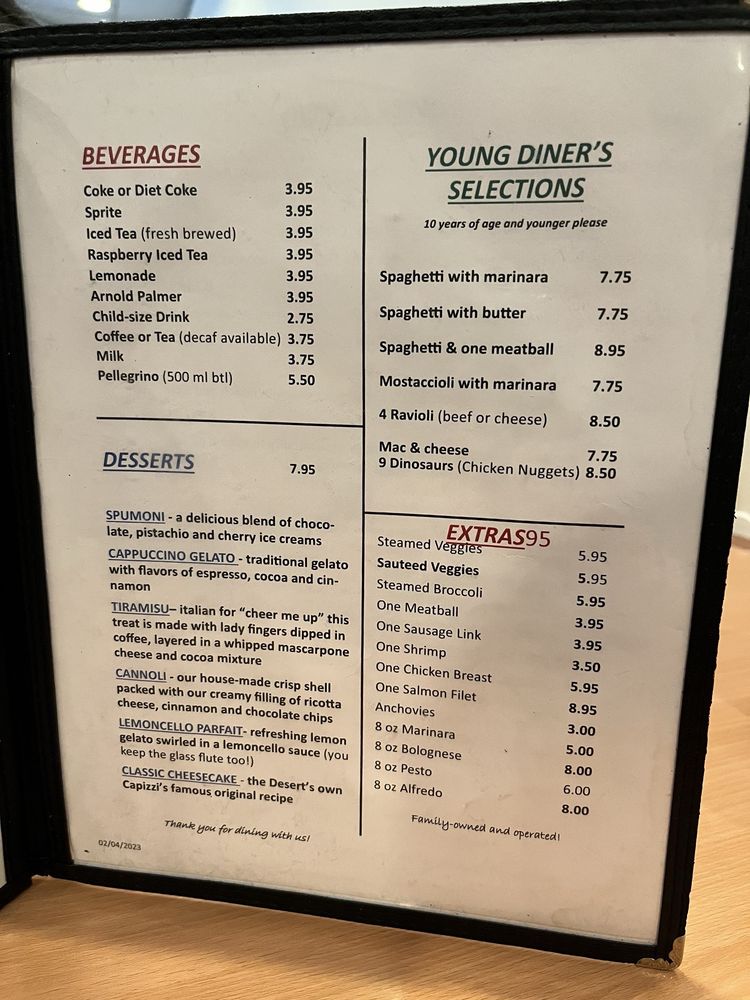 BEVERAGES
Coke or Diet Coke 3.95
Sprite 3.95
Iced Tea (fresh brewed) 3.95
Raspberry Iced Tea 3.95
Lemonade 3.95
Arnold Palmer 3.95
Child-size Drink 2.75
Coffee or Tea (decaf available) 3.75
Milk 3.75
Pellegrino (500 ml btl) 5.50
DESSERTS 7.95
SPUMONI - a delicious blend of choco-
late, pistachio and cherry ice creams
CAPPUCCINO GELATO - traditional gelato
with flavors of espresso, cocoa and cin-
namon
TIRAMISU– italian for “cheer me up” this
treat is made with lady fingers dipped in
coffee, layered in a whipped mascarpone
cheese and cocoa mixture
CANNOLI - our house-made crisp shell
packed with our creamy filling of ricotta
cheese, cinnamon and chocolate chips
LEMONCELLO PARFAIT- refreshing lemon
gelato swirled in a lemoncello sauce (you
keep the glass flute too!)
CLASSIC CHEESECAKE - the Desert’s own
Capizzi’s famous original recipe
Thank you for dining with us!
02/04/2023
YOUNG DINER’S
SELECTIONS
10 years of age and younger please
Spaghetti with marinara 7.75
Spaghetti with butter 7.75
Spaghetti & one meatball 8.95
Mostaccioli with marinara 7.75
4 Ravioli (beef or cheese) 8.50
Mac & cheese 7.75
9 Dinosaurs (Chicken Nuggets) 8.50
EXTRAS95
Steamed Veggies 5.95
Sauteed Veggies 5.95
Steamed Broccoli 5.95
One Meatball 3.95
One Sausage Link 3.95
One Shrimp 3.50
One Chicken Breast 5.95
One Salmon Filet 8.95
Anchovies 3.00
8 oz Marinara 5.00
8 oz Bolognese 8.00
8 oz Pesto 6.00
8 oz Alfredo 8.00
Family-owned and operated!